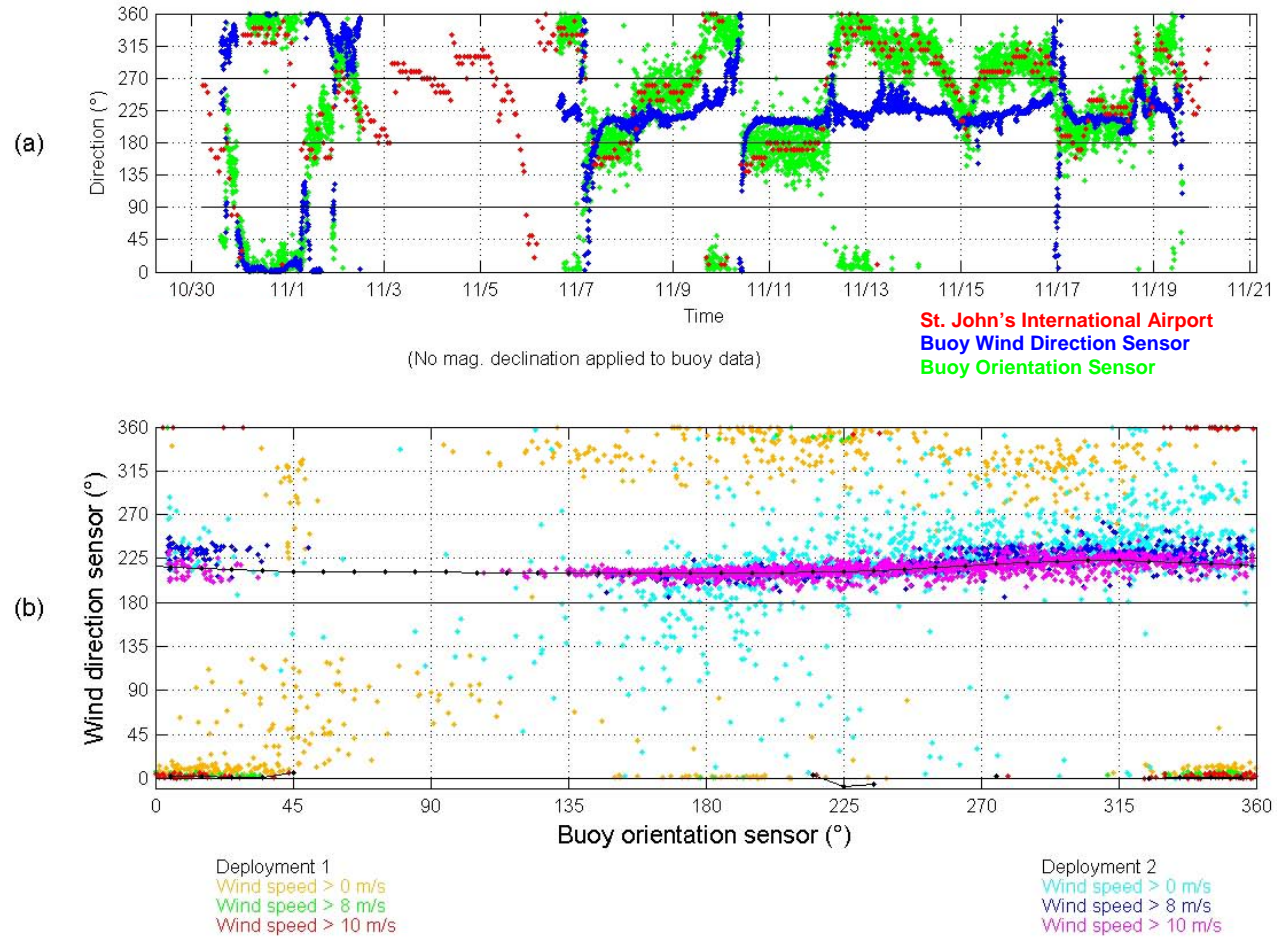 (a)
Direction (°)
360
315
270
225
180
135
90
45
0
10/30 11/1 11/3 11/5 11/7 11/9 11/11 11/13 11/15 11/17 11/19 11/21
Time
(No mag. declination applied to buoy data)
St. John's International Airport
Buoy Wind Direction Sensor
Buoy Orientation Sensor
(b)
Wind direction sensor (°)
360
315
270
225
180
135
90
45
0
0 45 90 135 180 225 270 315 360
Buoy orientation sensor (°)
Deployment 1
Wind speed > 0 m/s
Wind speed > 8 m/s
Wind speed > 10 m/s
Deployment 2
Wind speed > 0 m/s
Wind speed > 8 m/s
Wind speed > 10 m/s